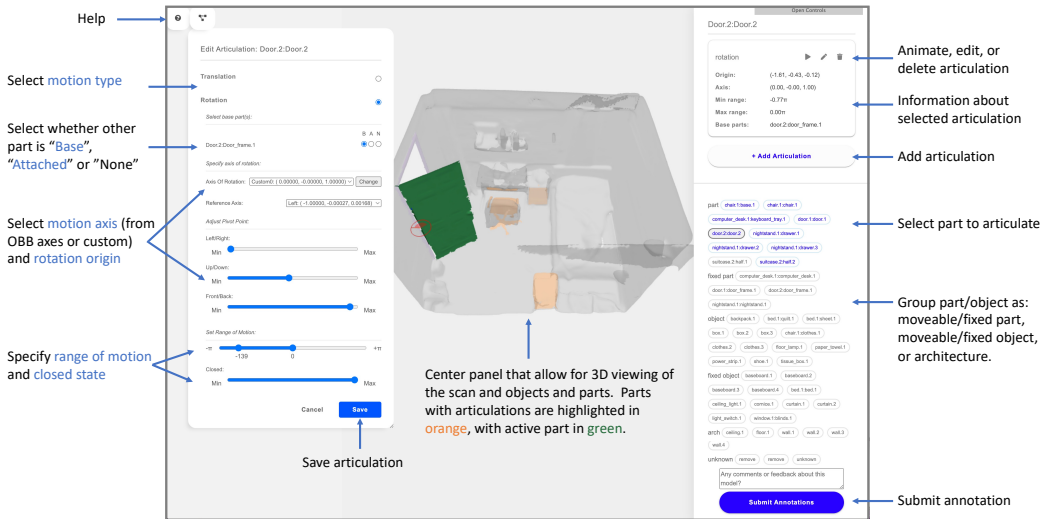 Help
Select motion type
Select whether other
part is "Base",
"Attached" or "None"
Select motion axis (from
OBB axes or custom)
and rotation origin
Specify range of motion
and closed state
Edit Articulation: Door.2:Door.2
Translation
Rotation
Select base part(s):
B A N
Door.2:Door_frame.1
Specify axis of rotation:
Axis Of Rotation: Custom0: ( 0.00000, -0.00000, 1.00000) Change
Reference Axis: Left: ( -1.00000, -0.00027, 0.00168)
Adjust Pivot Point:
Left/Right:
Min Max
Up/Down:
Min Max
Front/Back:
Min Max
Set Range of Motion:
-π +π
-139 0
Closed:
Min Max
Cancel Save
Save articulation
Center panel that allow for 3D viewing of
the scan and objects and parts. Parts
with articulations are highlighted in
orange, with active part in green.
Open Controls
Door.2:Door.2
rotation
Origin: (-1.61, -0.43, -0.12)
Axis: (0.00, -0.00, 1.00)
Min range: -0.77π
Max range: 0.00π
Base parts: door.2:door_frame.1
+ Add Articulation
part chair.1:base.1 chair.1:chair.1
computer_desk.1:keyboard_tray.1 door.1:door.1
door.2:door.2 nightstand.1:drawer.1
nightstand.1:drawer.2 nightstand.1:drawer.3
suitcase.2:half.1 suitcase.2:half.2
fixed part computer_desk.1:computer_desk.1
door.1:door_frame.1 door.2:door_frame.1
nightstand.1:nightstand.1
object backpack.1 bed.1:quilt.1 bed.1:sheet.1
box.1 box.2 box.3 chair.1:clothes.1
clothes.2 clothes.3 floor_lamp.1 paper_towel.1
power_strip.1 shoe.1 tissue_box.1
fixed object baseboard.1 baseboard.2
baseboard.3 baseboard.4 bed.1:bed.1
ceiling_light.1 cornice.1 curtain.1 curtain.2
light_switch.1 window.1:blinds.1
arch ceiling.1 floor.1 wall.1 wall.2 wall.3
wall.4
unknown remove remove unknown
Any comments or feedback about this
model?
Submit Annotations
Animate, edit, or
delete articulation
Information about
selected articulation
Add articulation
Select part to articulate
Group part/object as:
moveable/fixed part,
moveable/fixed object,
or architecture.
Submit annotation